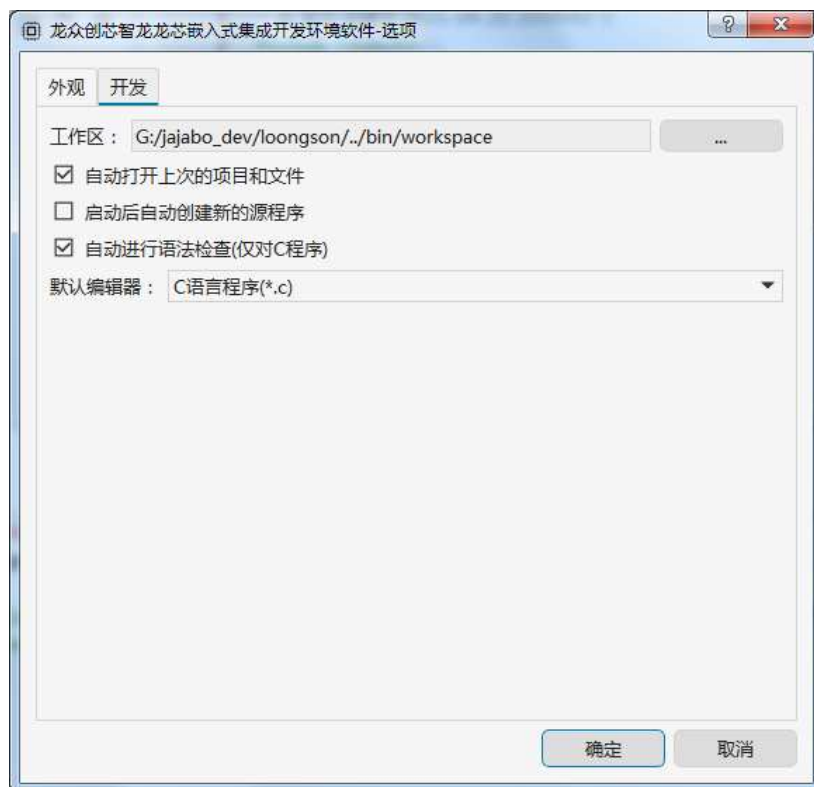 龙众创芯智龙龙芯嵌入式集成开发环境软件-选项
外观 开发
工作区： G:/jajabo_dev/loongson/../bin/workspace ...
自动打开上次的项目和文件
启动后自动创建新的源程序
自动进行语法检查(仅对C程序)
默认编辑器： C语言程序(*.c)
确定 取消